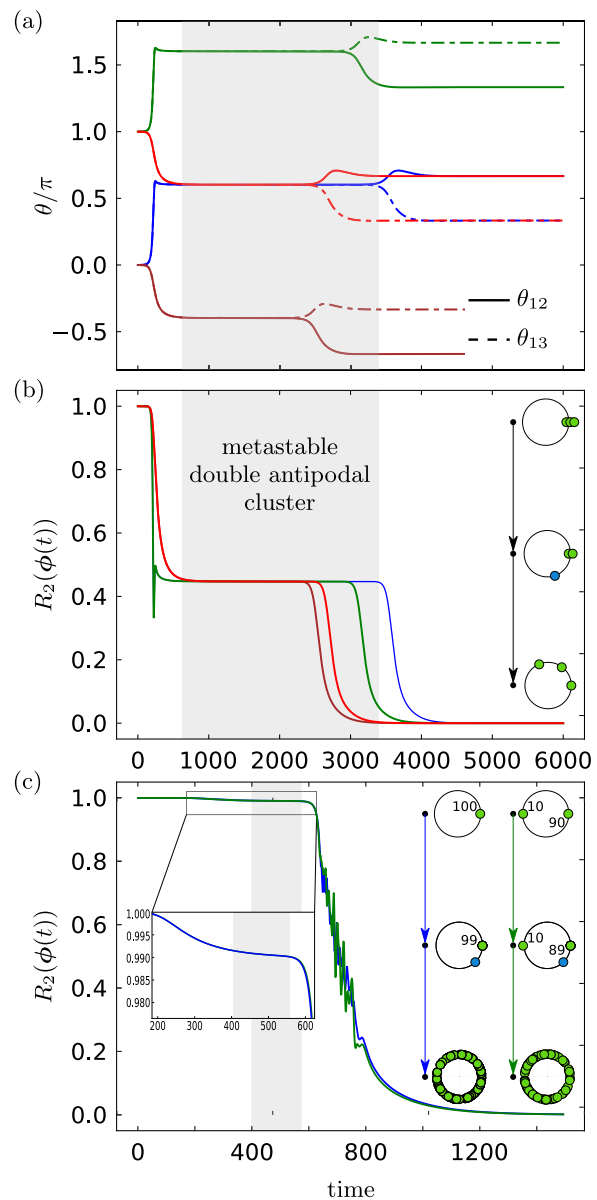 (a)
1.5
1.0
0.5
0.0
−0.5
θ/π
θ₁₂
θ₁₃
(b)
1.0
0.8
0.6
0.4
0.2
0.0
R₂(ϕ(t))
metastable
double antipodal
cluster
0 1000 2000 3000 4000 5000 6000
(c)
1.0
0.8
0.6
0.4
0.2
0.0
R₂(ϕ(t))
1.000
0.995
0.990
0.985
0.980
200 300 400 500 600
100
10
90
99
10
89
0 400 800 1200
time